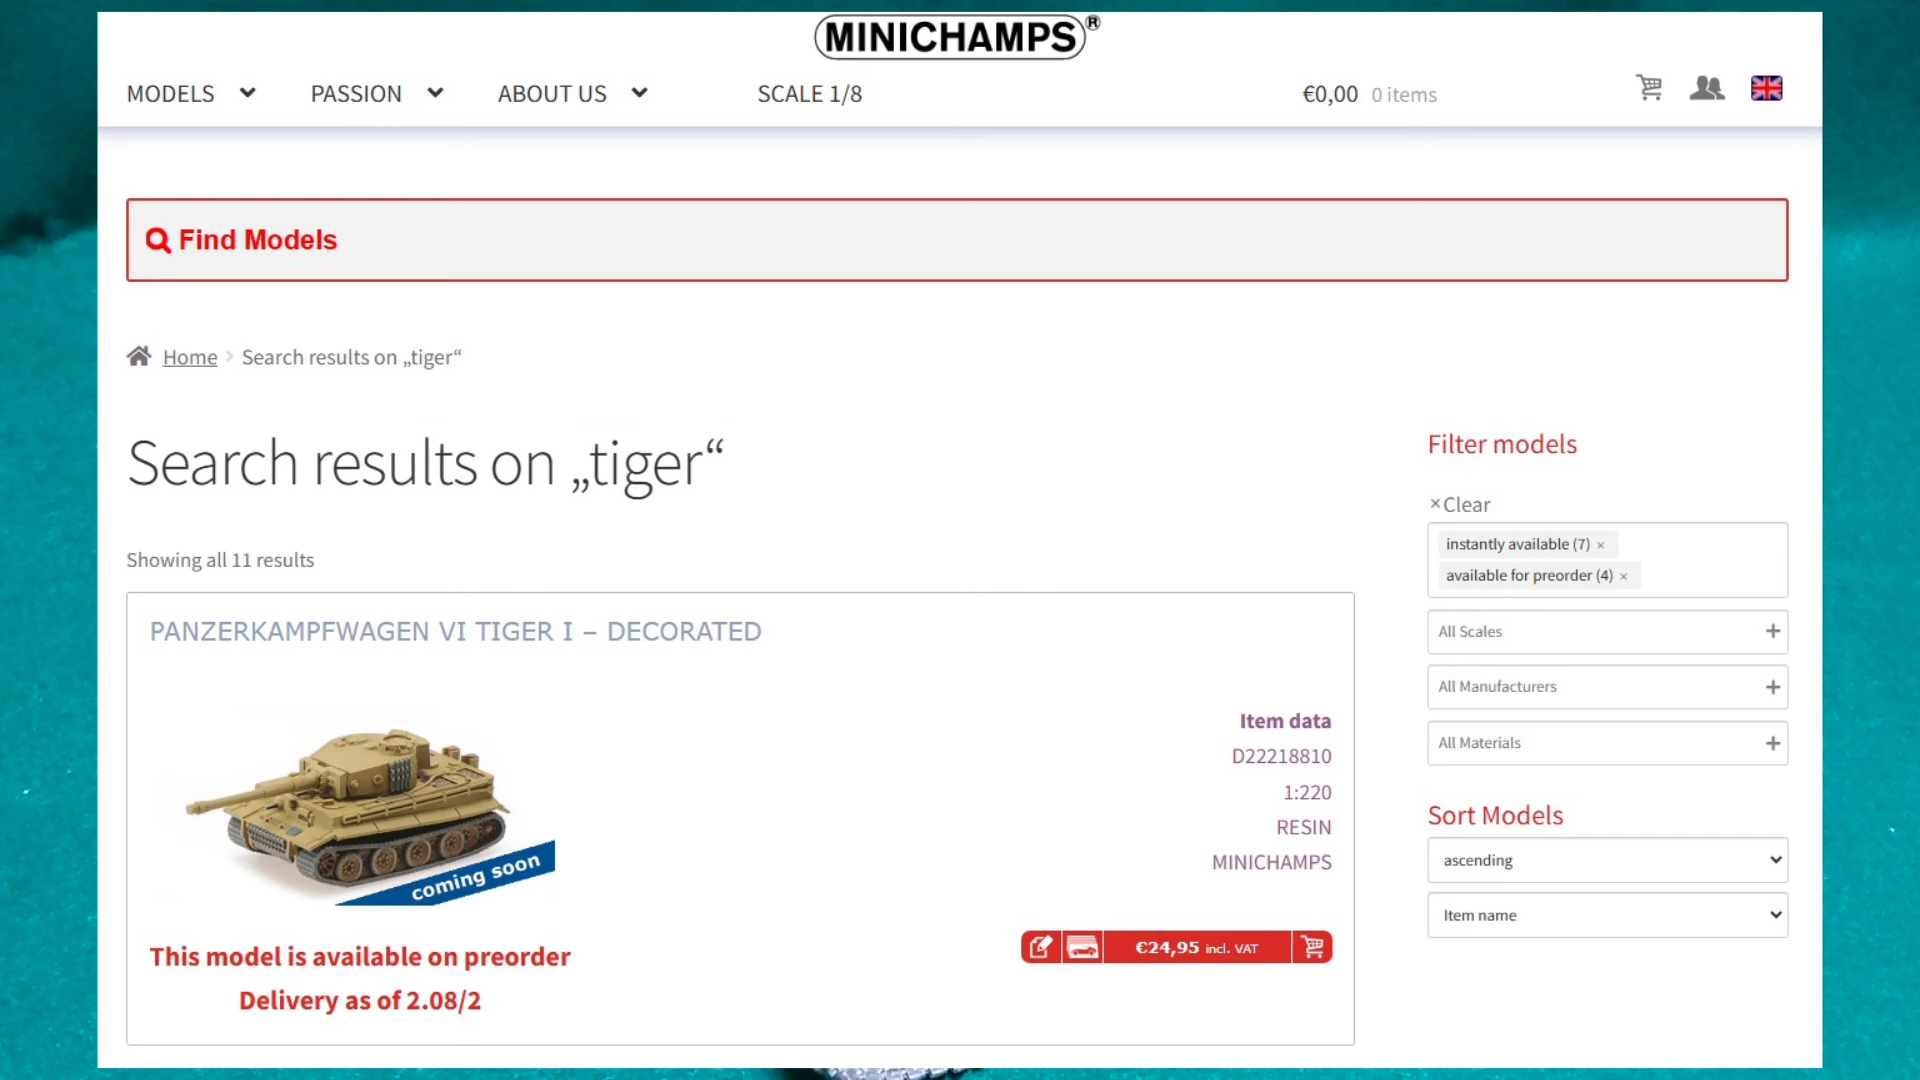 MINICHAMPS®
MODELS PASSION ABOUT US SCALE 1/8 €0,00 0 items
Find Models
Home Search results on „tiger“
Search results on „tiger“
Showing all 11 results
PANZERKAMPFWAGEN VI TIGER I – DECORATED
Item data
D22218810
1:220
RESIN
MINICHAMPS
coming soon
This model is available on preorder
Delivery as of 2.08/2
€24,95 incl. VAT
Filter models
×Clear
instantly available (7) ×
available for preorder (4) ×
All Scales +
All Manufacturers +
All Materials +
Sort Models
ascending
Item name